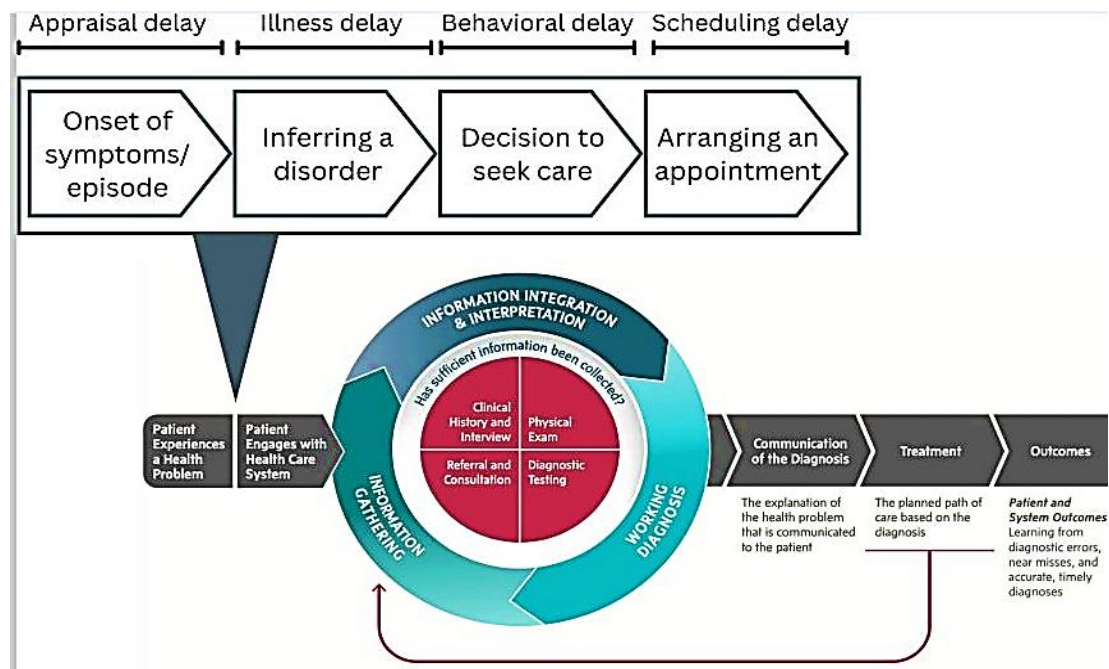 Appraisal delay
Illness delay
Behavioral delay
Scheduling delay
Onset of
symptoms/
episode
Inferring a
disorder
Decision to
seek care
Arranging an
appointment
INFORMATION INTEGRATION
& INTERPRETATION
Has sufficient information been collected?
Clinical
History and
Interview
Physical
Exam
Referral and
Consultation
Diagnostic
Testing
INFORMATION
GATHERING
WORKING
DIAGNOSIS
Patient
Experiences
a Health
Problem
Patient
Engages with
Health Care
System
Communication
of the Diagnosis
Treatment
Outcomes
The explanation of
the health problem
that is communicated
to the patient
The planned path of
care based on the
diagnosis
Patient and
System Outcomes
Learning from
diagnostic errors,
near misses, and
accurate, timely
diagnoses